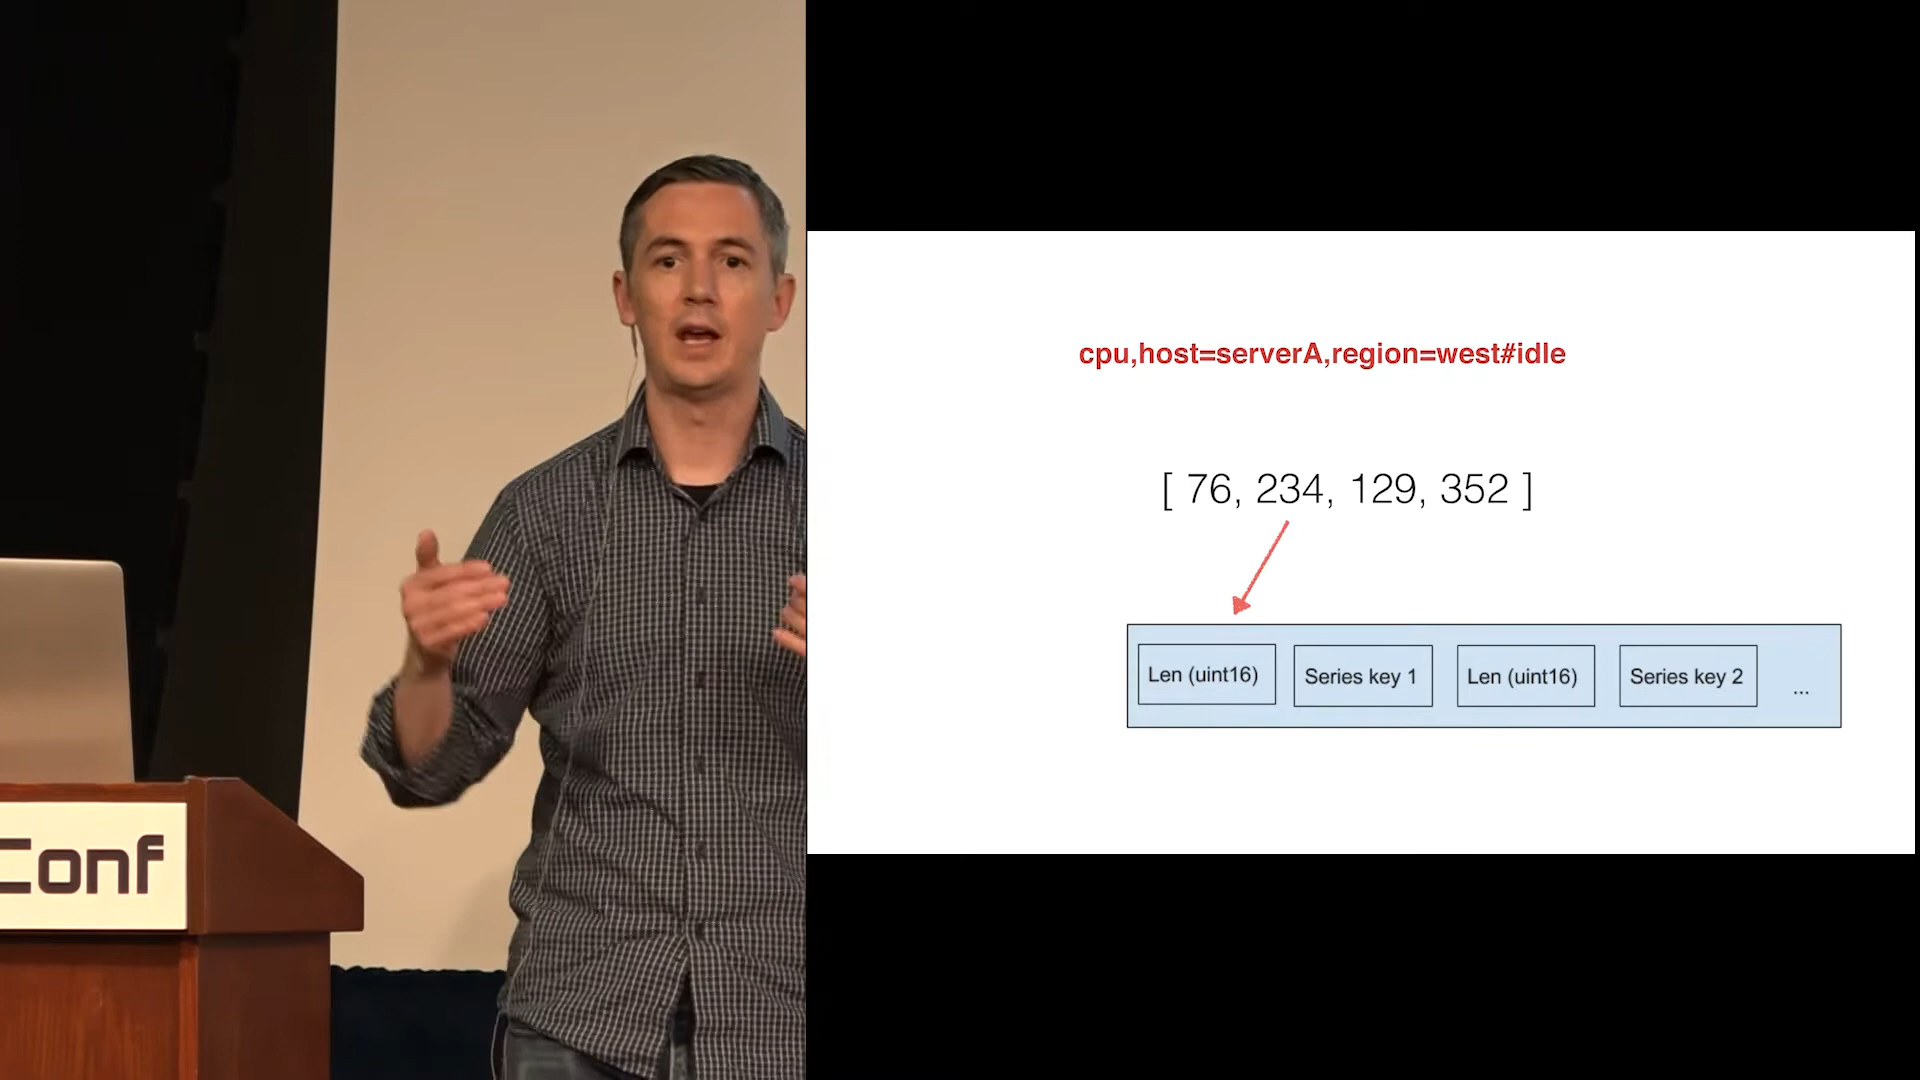 Conf
cpu,host=serverA,region=west#idle
[ 76, 234, 129, 352 ]
Len (uint16) Series key 1 Len (uint16) Series key 2 ...